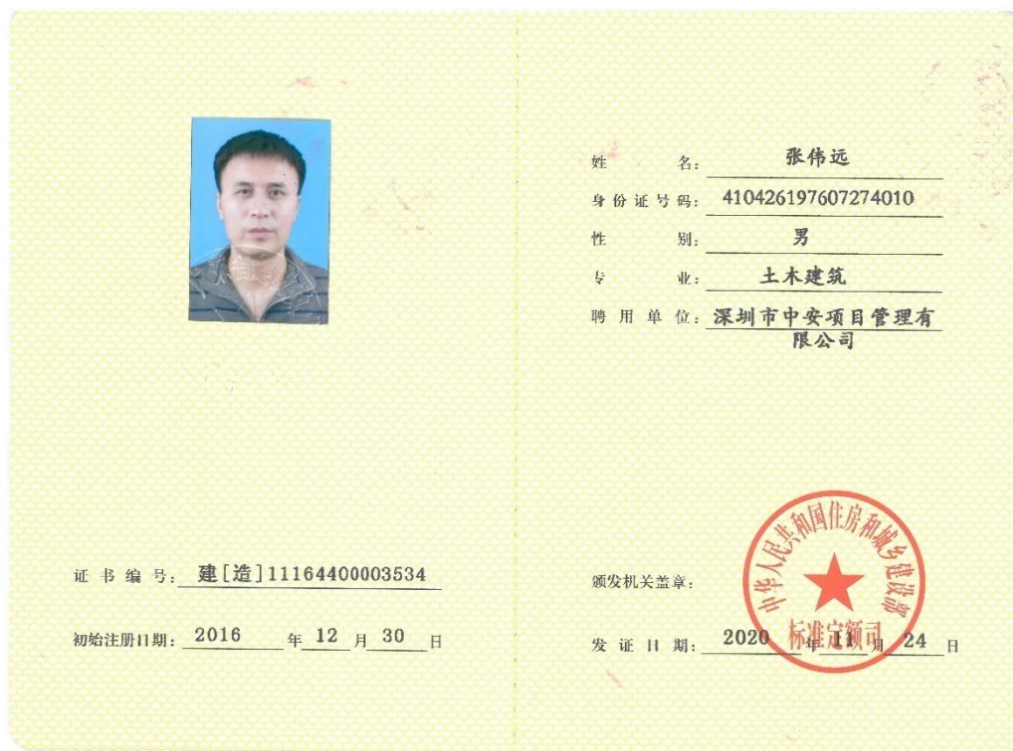 证书编号: 建[造]11164400003534
初始注册日期: 2016 年 12 月 30 日
姓名: 张伟远
身份证号码: 410426197607274010
性别: 男
专业: 土木建筑
聘用单位: 深圳市中安项目管理有
限公司
颁发机关盖章:
中华人民共和国住房和城乡建设部
标准定额司
发证日期: 2020 年 11 月 24 日